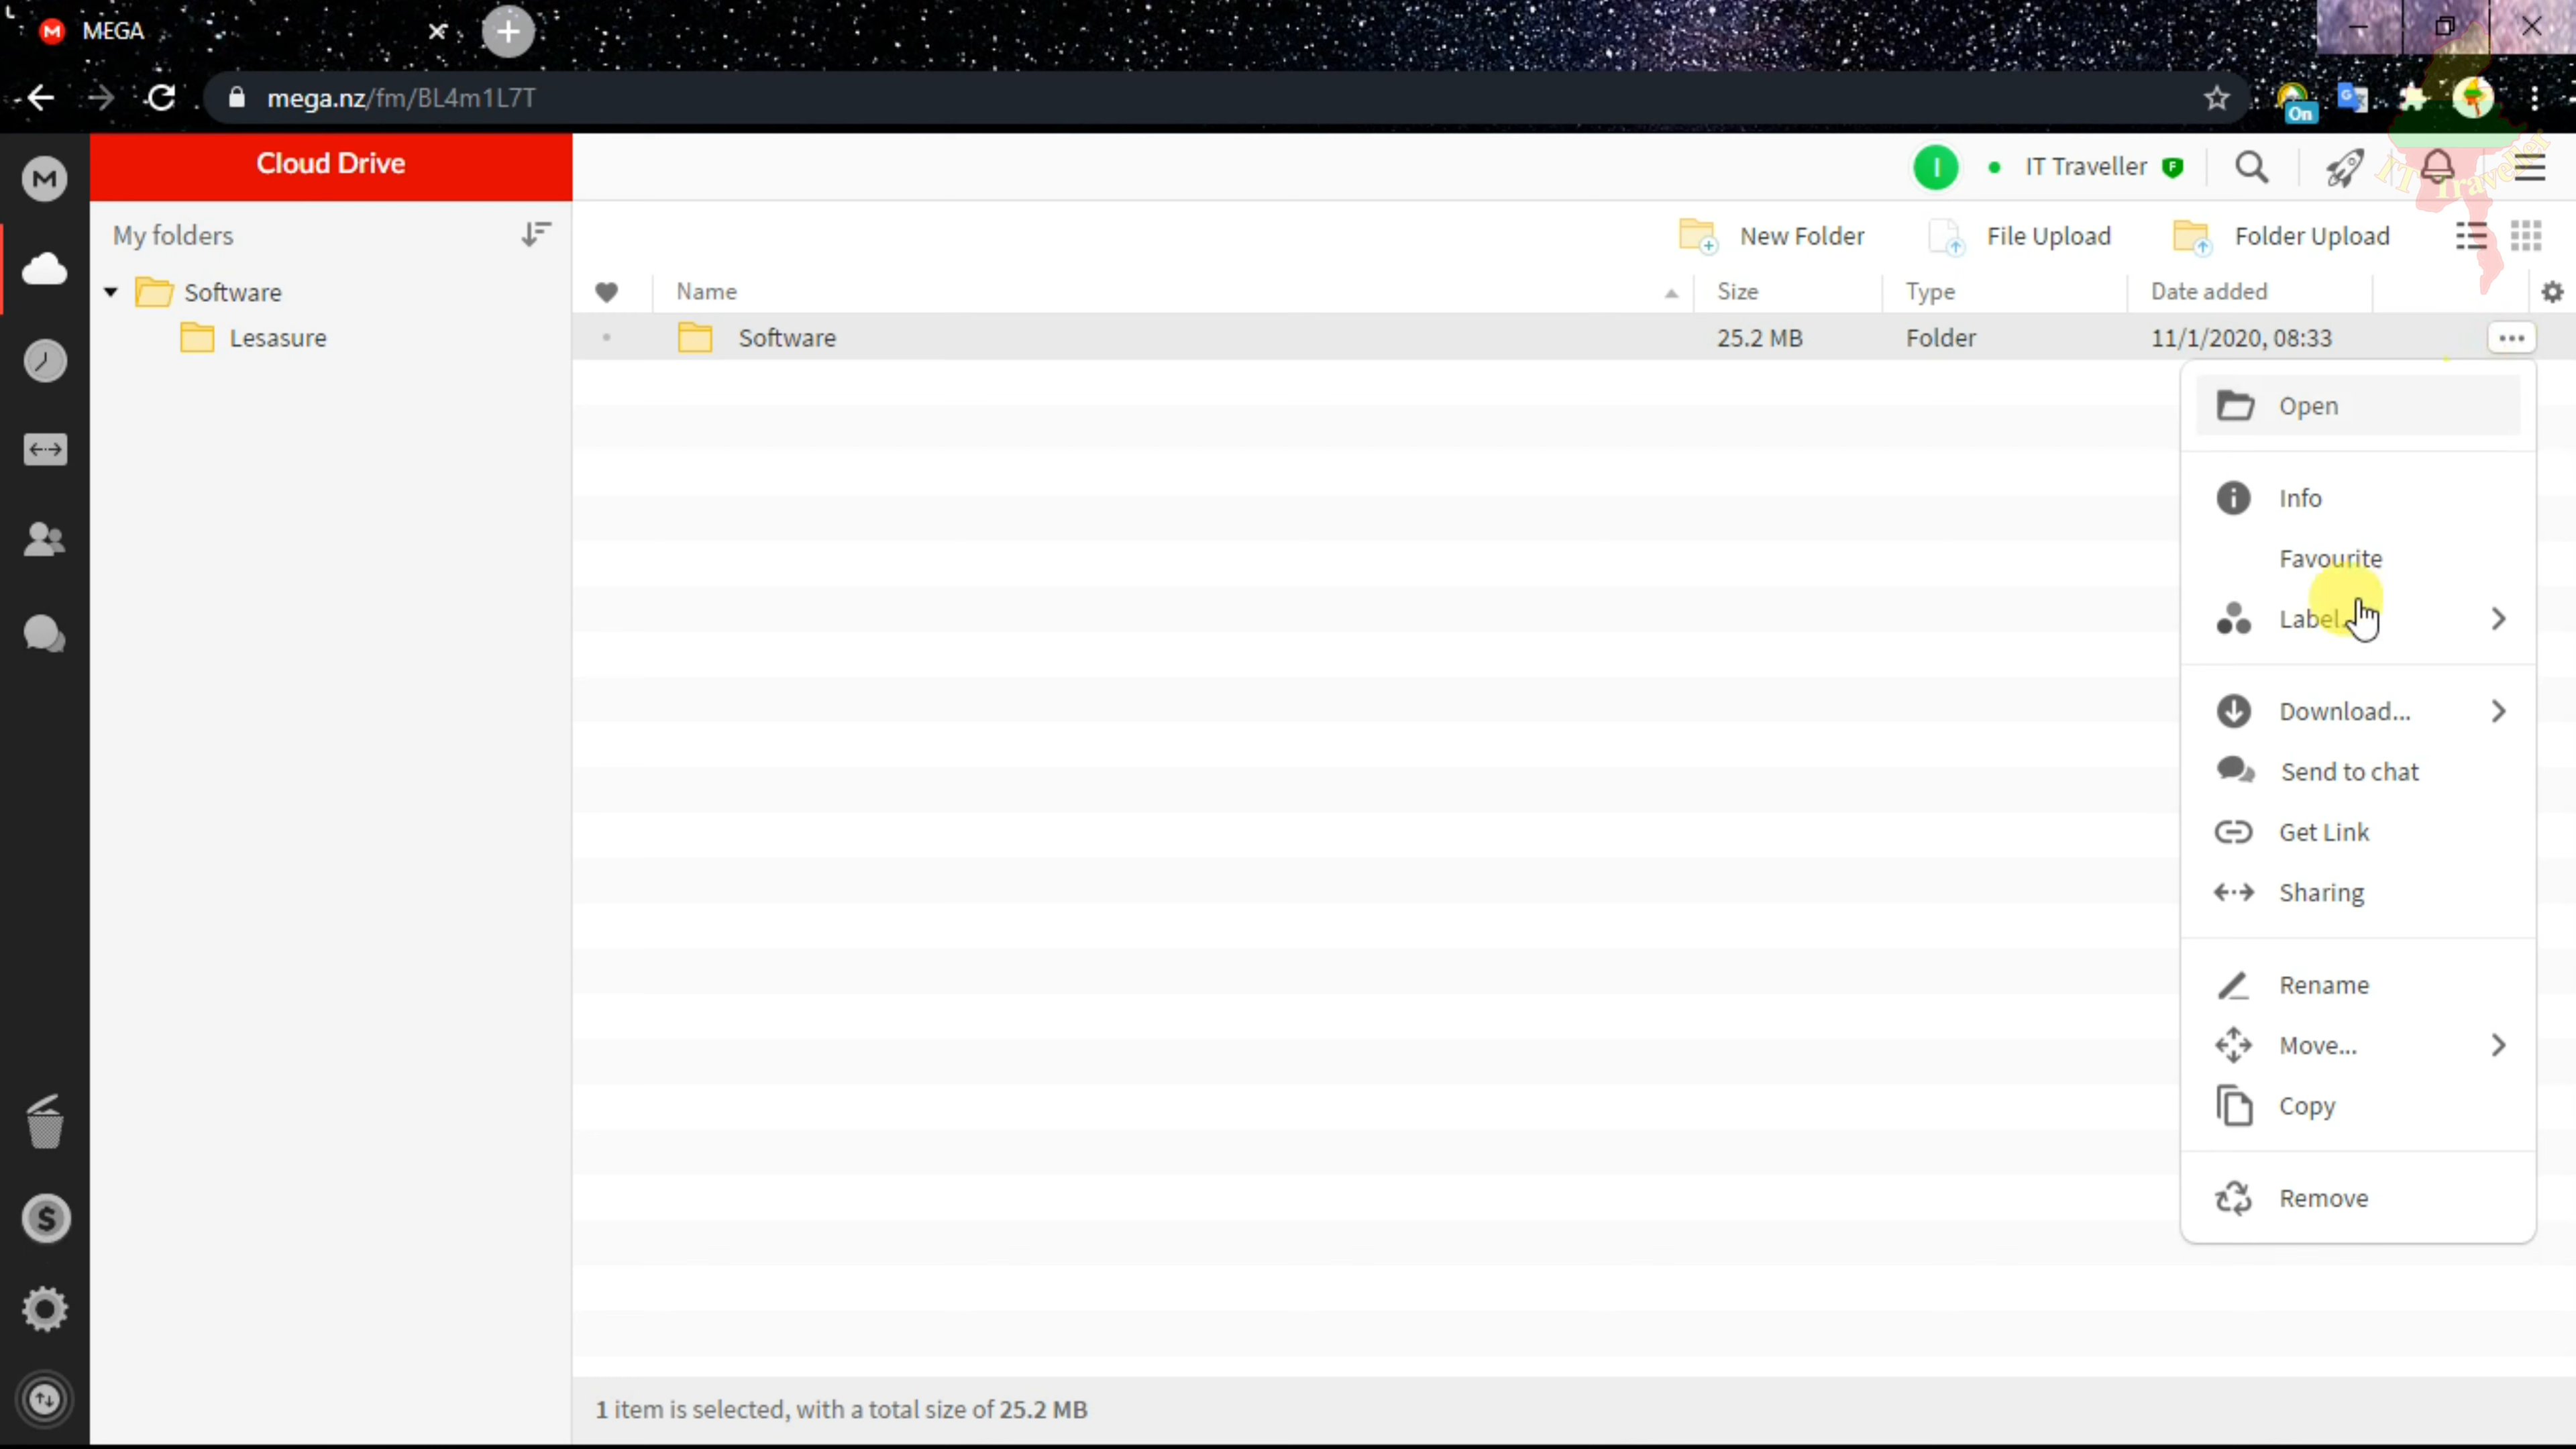 MEGA
mega.nz/fm/BL4m1L7T
On
Cloud Drive
I
IT Traveller
F
IT Traveller
My folders
New Folder
File Upload
Folder Upload
Software
Lesasure
Name
Size
Type
Date added
Software
25.2 MB
Folder
11/1/2020, 08:33
Open
Info
Favourite
Label...
Download...
Send to chat
Get Link
Sharing
Rename
Move...
Copy
Remove
1 item is selected, with a total size of 25.2 MB